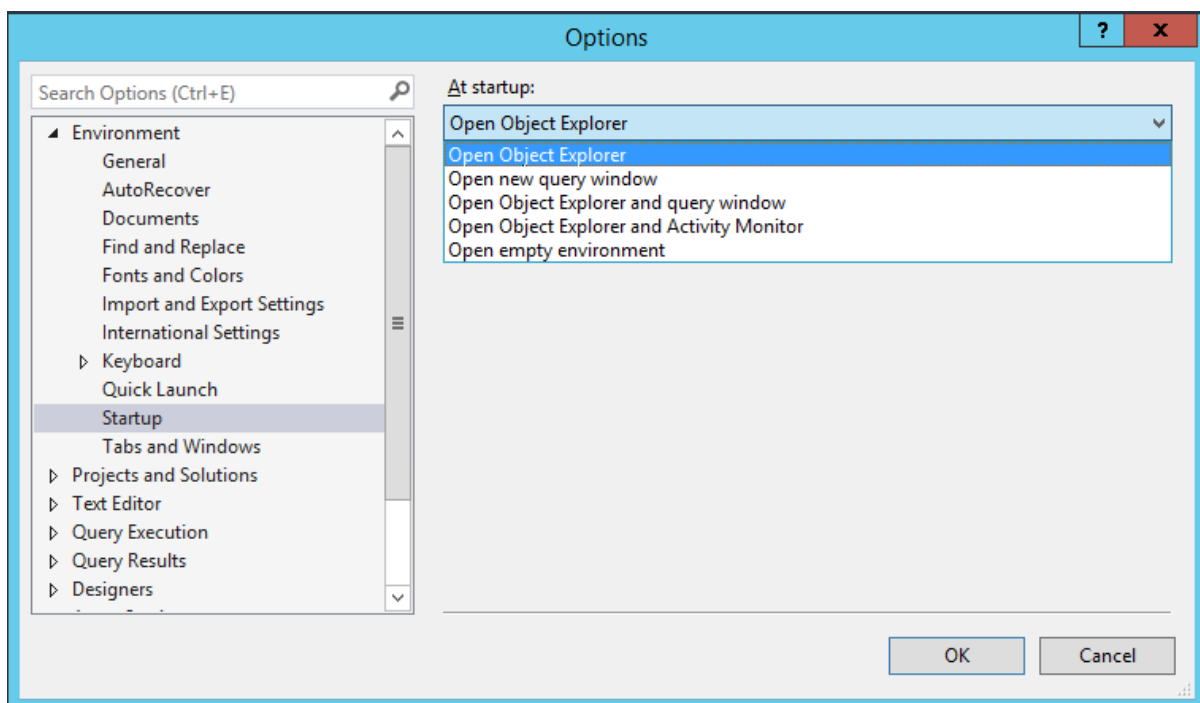 Options
?
x
Search Options (Ctrl+E)
Environment
General
AutoRecover
Documents
Find and Replace
Fonts and Colors
Import and Export Settings
International Settings
Keyboard
Quick Launch
Startup
Tabs and Windows
Projects and Solutions
Text Editor
Query Execution
Query Results
Designers
At startup:
Open Object Explorer
Open Object Explorer
Open new query window
Open Object Explorer and query window
Open Object Explorer and Activity Monitor
Open empty environment
OK
Cancel